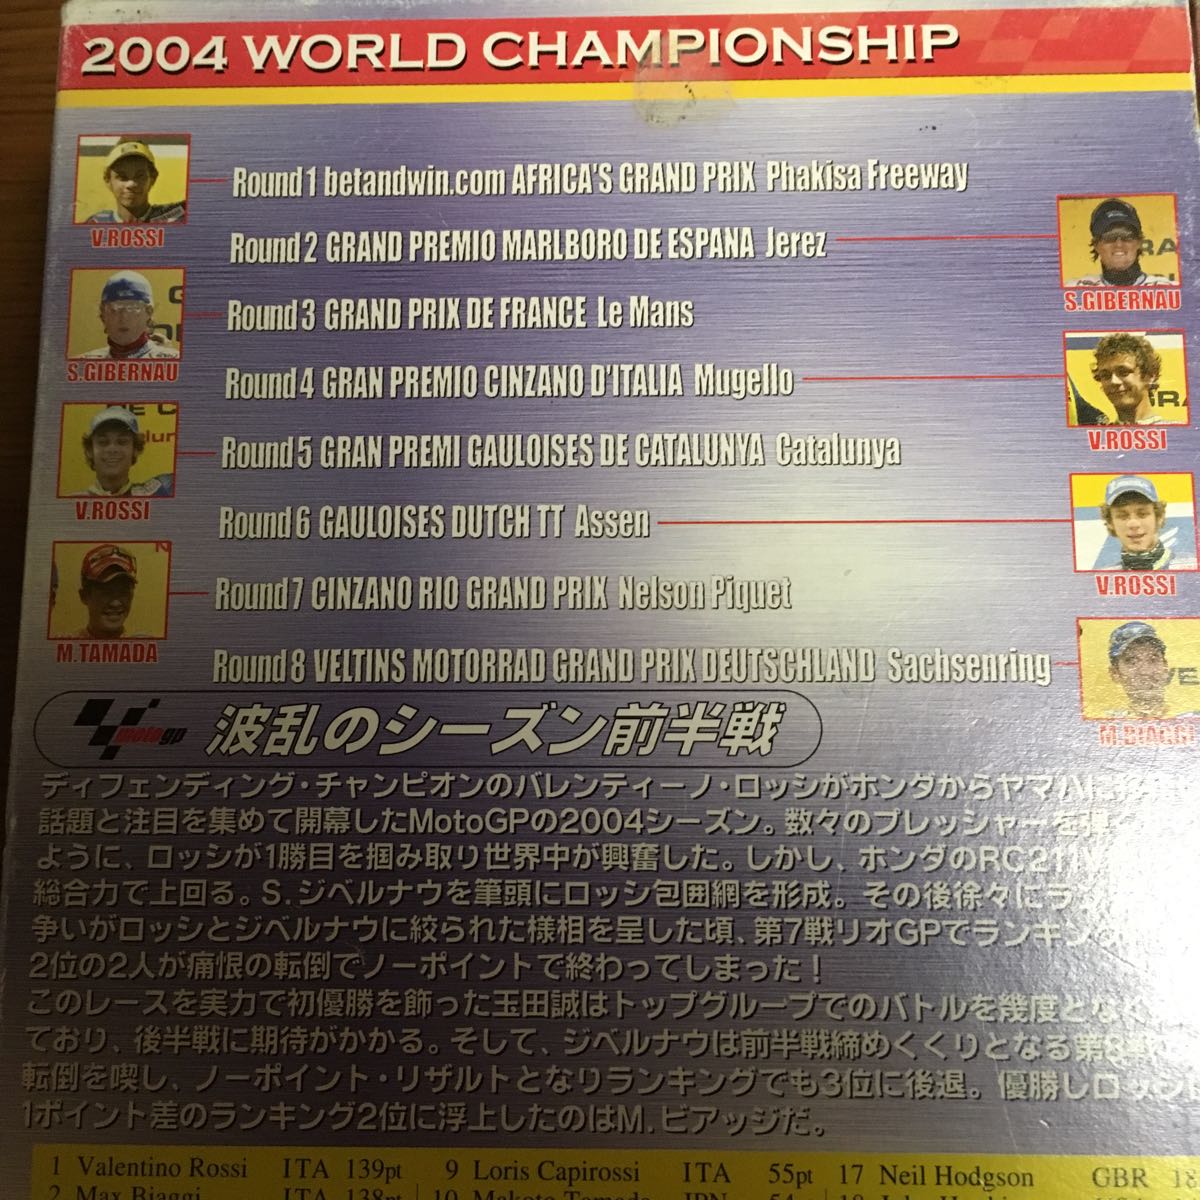 2004 WORLD CHAMPIONSHIP
V.ROSSI
Round 1 betandwin.com AFRICA'S GRAND PRIX Phakisa Freeway
Round 2 GRAND PREMIO MARLBORO DE ESPANA Jerez
S.GIBERNAU
Round 3 GRAND PRIX DE FRANCE Le Mans
S.GIBERNAU
Round 4 GRAN PREMIO CINZANO D'ITALIA Mugello
V.ROSSI
Round 5 GRAN PREMI GAULOISES DE CATALUNYA Catalunya
V.ROSSI
Round 6 GAULOISES DUTCH TT Assen
V.ROSSI
Round 7 CINZANO RIO GRAND PRIX Nelson Piquet
M.TAMADA
Round 8 VELTINS MOTORRAD GRAND PRIX DEUTSCHLAND Sachsenring
M.BIAGGI
motogp 波乱のシーズン前半戦
ディフェンディング・チャンピオンのバレンティーノ・ロッシがホンダからヤマハに
話題と注目を集めて開幕したMotoGPの2004シーズン。数々のプレッシャーを
ように、ロッシが1勝目を掴み取り世界中が興奮した。しかし、ホンダのRC211V
総合力で上回る。S.ジベルナウを筆頭にロッシ包囲網を形成。その後徐々にラン
争いがロッシとジベルナウに絞られた様相を呈した頃、第7戦リオGPでランキング
2位の2人が痛恨の転倒でノーポイントで終わってしまった！
このレースを実力で初優勝を飾った玉田誠はトップグループでのバトルを幾度となく
ており、後半戦に期待がかかる。そして、ジベルナウは前半戦締めくくりとなる第8戦
転倒を喫し、ノーポイント・リザルトとなりランキングでも3位に後退。優勝しロッシ
1ポイント差のランキング2位に浮上したのはM.ビアッジだ。
1 Valentino Rossi ITA 139pt 9 Loris Capirossi ITA 55pt 17 Neil Hodgson GBR 18
2 Max Biaggi ITA 138pt 10 Makoto Tamada JPN 54